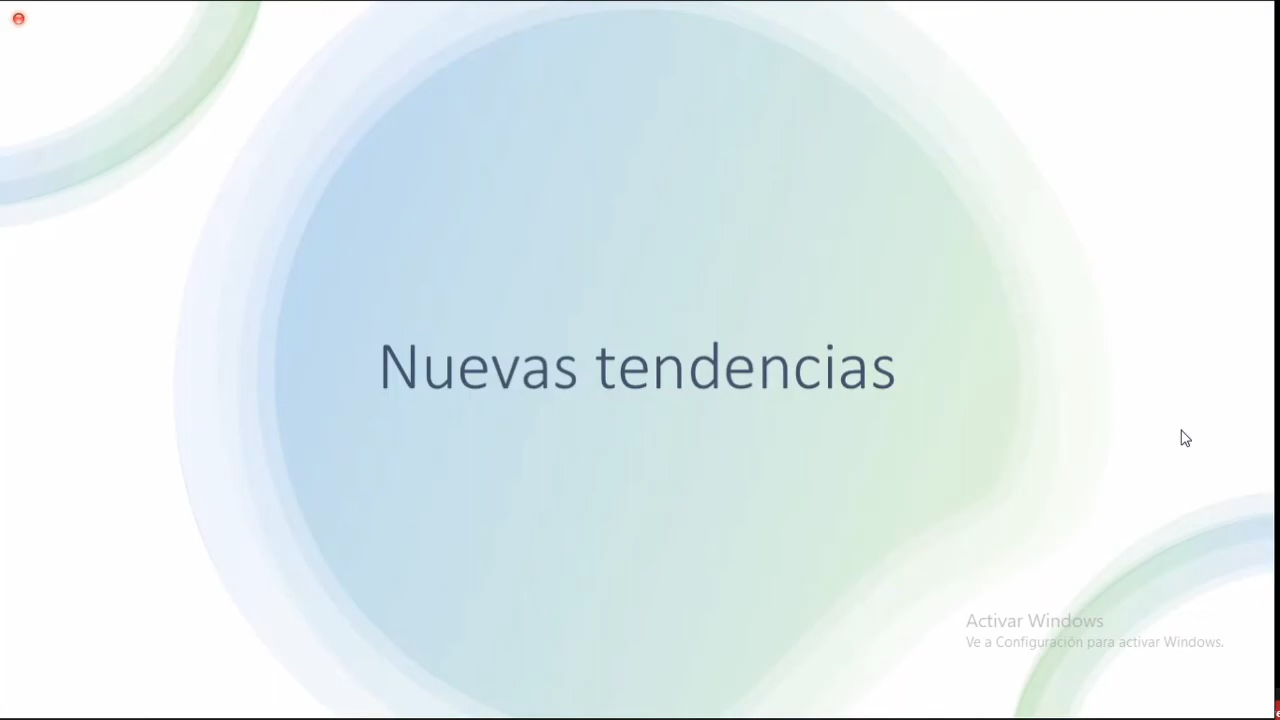 Nuevas tendencias
Activar Windows
Ve a Configuración para activar Windows.